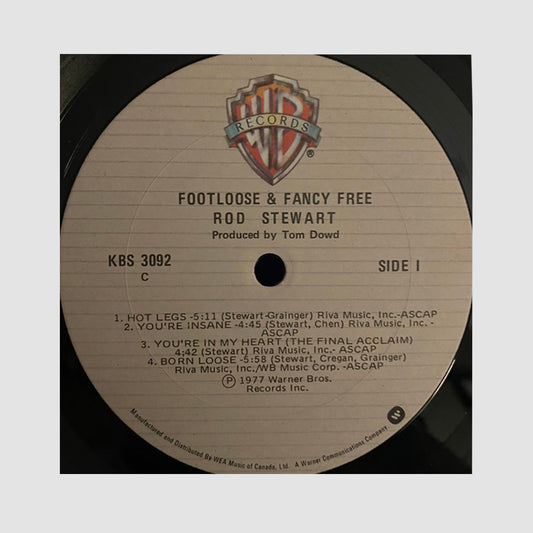 WB
RECORDS
®
FOOTLOOSE & FANCY FREE
ROD STEWART
Produced by Tom Dowd
KBS 3092
C
SIDE I
1. HOT LEGS -5:11 (Stewart-Grainger) Riva Music, Inc.-ASCAP
2. YOU'RE INSANE -4:45 (Stewart, Chen) Riva Music, Inc. -
ASCAP
3. YOU'RE IN MY HEART (THE FINAL ACCLAIM)
4;42 (Stewart) Riva Music, Inc.- ASCAP
4. BORN LOOSE -5:58 (Stewart, Cregan, Grainger)
Riva Music, Inc./WB Music Corp. -ASCAP
Ⓟ 1977 Warner Bros.
Records Inc.
Manufactured and Distributed By WEA Music of Canada, Ltd. A Warner Communications Company